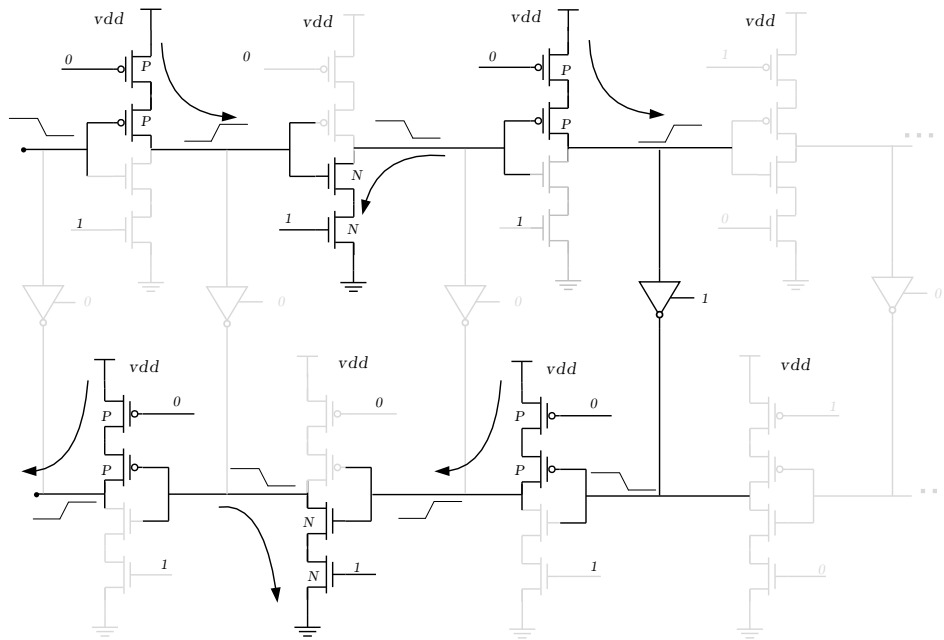 vdd vdd vdd vdd
0 P 0 0 P 1
P P
N
1 1 N 1 0
0 0 0 1 0
vdd vdd vdd vdd
P 0 0 P 0 1
P P
N
1 N 1 1 0